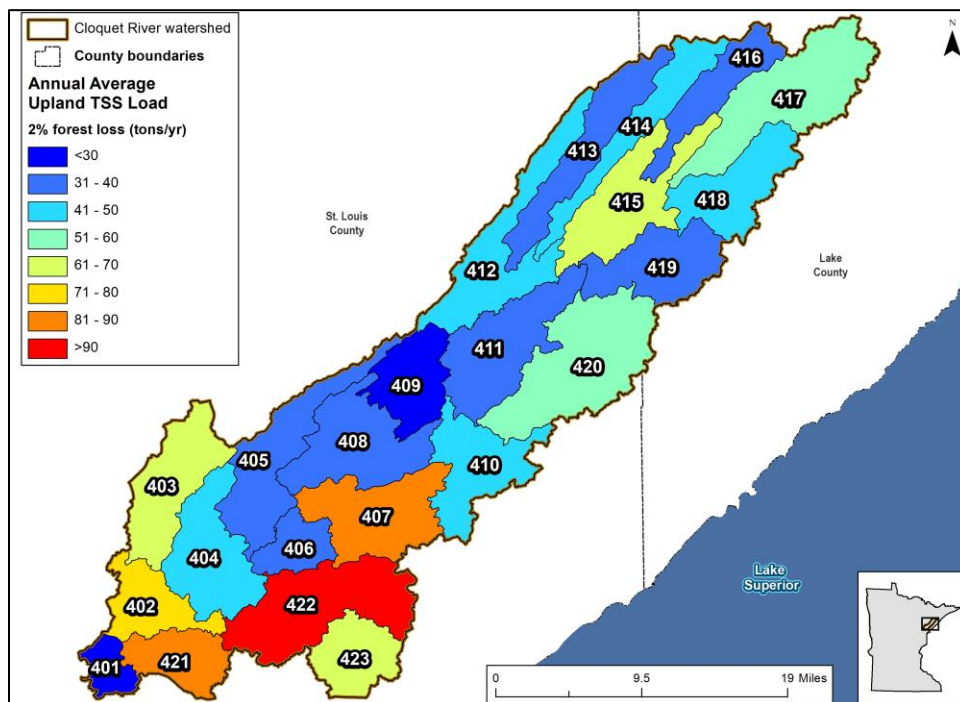 Cloquet River watershed
County boundaries
Annual Average
Upland TSS Load
2% forest loss (tons/yr)
<30
31 - 40
41 - 50
51 - 60
61 - 70
71 - 80
81 - 90
>90
N
416
417
414
413
415
418
St. Louis
County
412
419
Lake
County
411
420
409
408
405
410
403
407
404
406
Lake
Superior
402
422
423
401
421
0
9.5
19 Miles